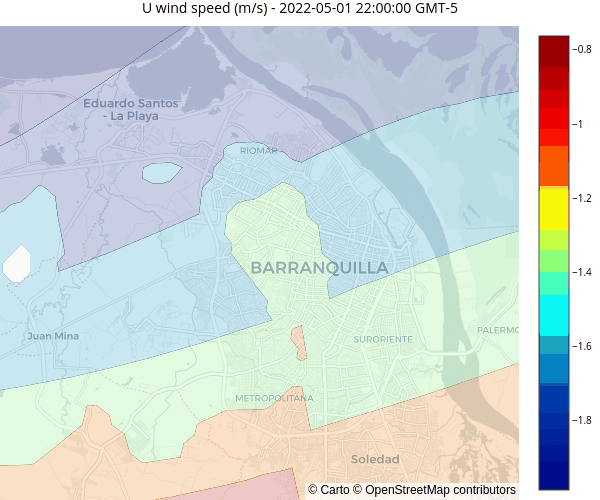 U wind speed (m/s) - 2022-05-01 22:00:00 GMT-5
−0.8
Eduardo Santos
- La Playa
−1
RIOMAR
−1.2
BARRANQUILLA
−1.4
Juan Mina
SURORIENTE
PALERMO
−1.6
METROPOLITANA
−1.8
Soledad
© Carto © OpenStreetMap contributors